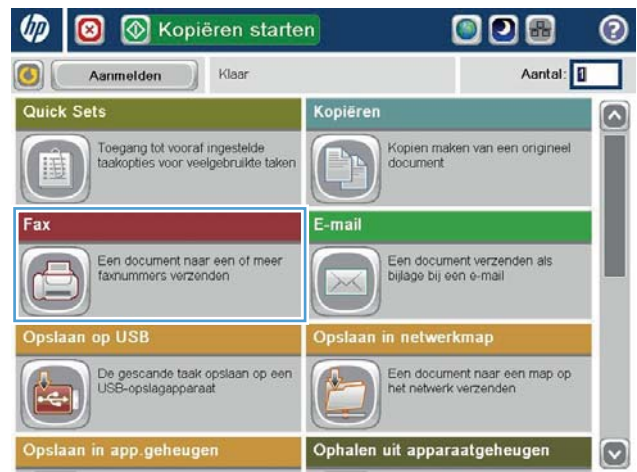 hp
Kopiëren starten
?
Aanmelden
Klaar
Aantal: 1
Quick Sets
Toegang tot vooraf ingestelde
taakopties voor veelgebruikte taken
Kopiëren
Kopien maken van een origineel
document
Fax
Een document naar een of meer
faxnummers verzenden
E-mail
Een document verzenden als
bijlage bij een e-mail
Opslaan op USB
De gescande taak opslaan op een
USB-opslagapparaat
Opslaan in netwerkmap
Een document naar een map op
het netwerk verzenden
Opslaan in app.geheugen
Ophalen uit apparaatgeheugen